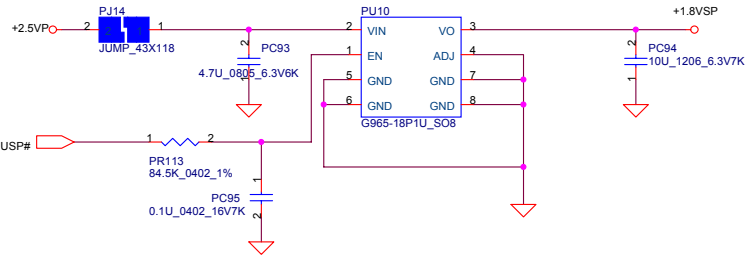 PJ14
+2.5VP
2
2
1
1
JUMP_43X118
PC93
2
1
4.7U_0805_6.3V6K
PU10
2
VIN
VO
3
1
EN
ADJ
4
5
GND
GND
7
6
GND
GND
8
G965-18P1U_SO8
+1.8VSP
2
PC94
10U_1206_6.3V7K
1
USP#
1
2
PR113
84.5K_0402_1%
1
PC95
0.1U_0402_16V7K
2